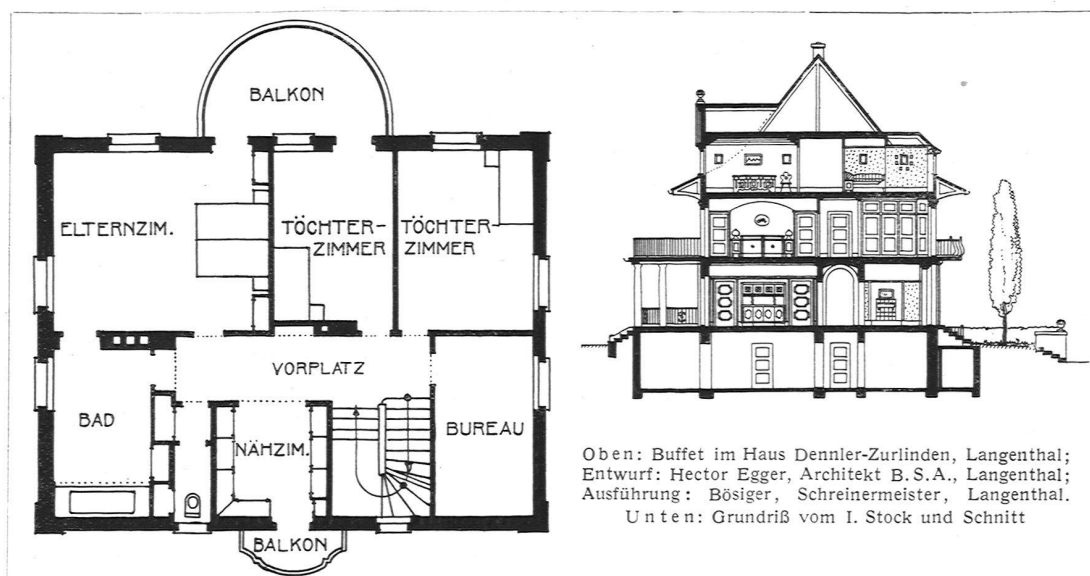 BALKON
ELTERNZIM.
TÖCHTER-
ZIMMER
TÖCHTER-
ZIMMER
VORPLATZ
BAD
NÄHZIM.
BUREAU
BALKON
Oben: Buffet im Haus Dennler-Zurlinden, Langenthal;
Entwurf: Hector Egger, Architekt B.S.A., Langenthal;
Ausführung: Bösiger, Schreinermeister, Langenthal.
Unten: Grundriß vom I. Stock und Schnitt